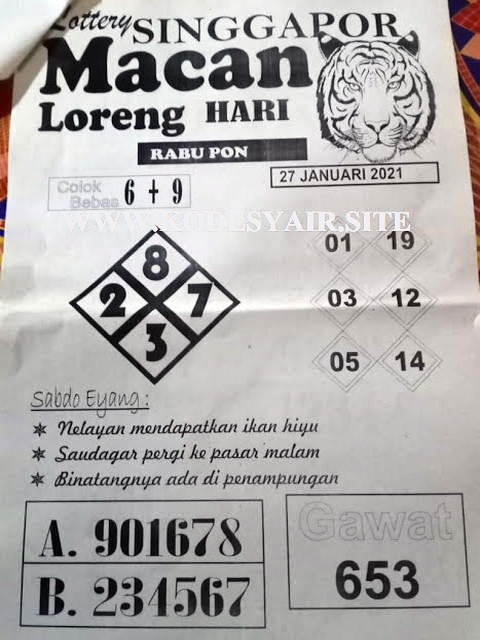 Lottery SINGGAPOR
Macan
Loreng HARI
RABU PON
27 JANUARI 2021
Colok
Bebas 6 + 9
WWW.KODESYAIR.SITE
8
2 7
3
01 19
03 12
05 14
Sabdo Eyang :
Nelayan mendapatkan ikan hiyu
Saudagar pergi ke pasar malam
Binatangnya ada di penampungan
A. 901678
B. 234567
Gawat
653